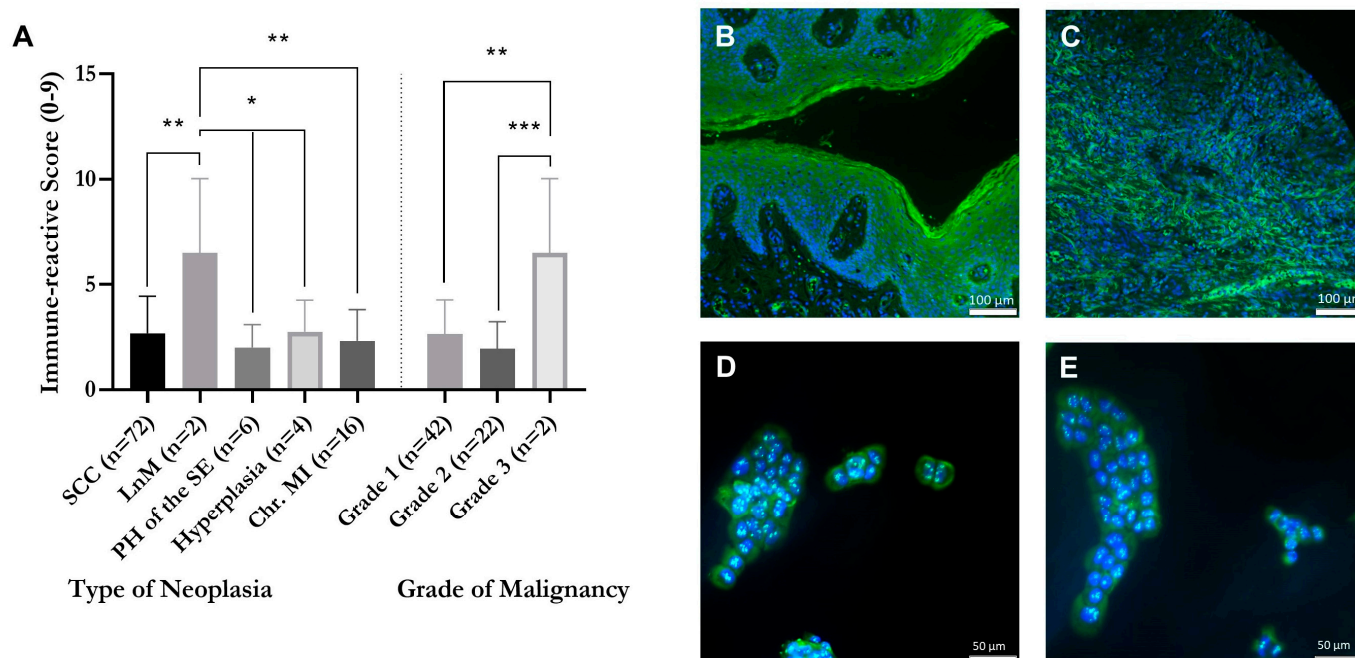 A
Immune-reactive Score (0-9)
15
10
5
0
**
*
**
**
***
SCC (n=72)
LnM (n=2)
PH of the SE (n=6)
Hyperplasia (n=4)
Chr. MI (n=16)
Grade 1 (n=42)
Grade 2 (n=22)
Grade 3 (n=2)
Type of Neoplasia
Grade of Malignancy
B
100 µm
C
100 µm
D
50 µm
E
50 µm